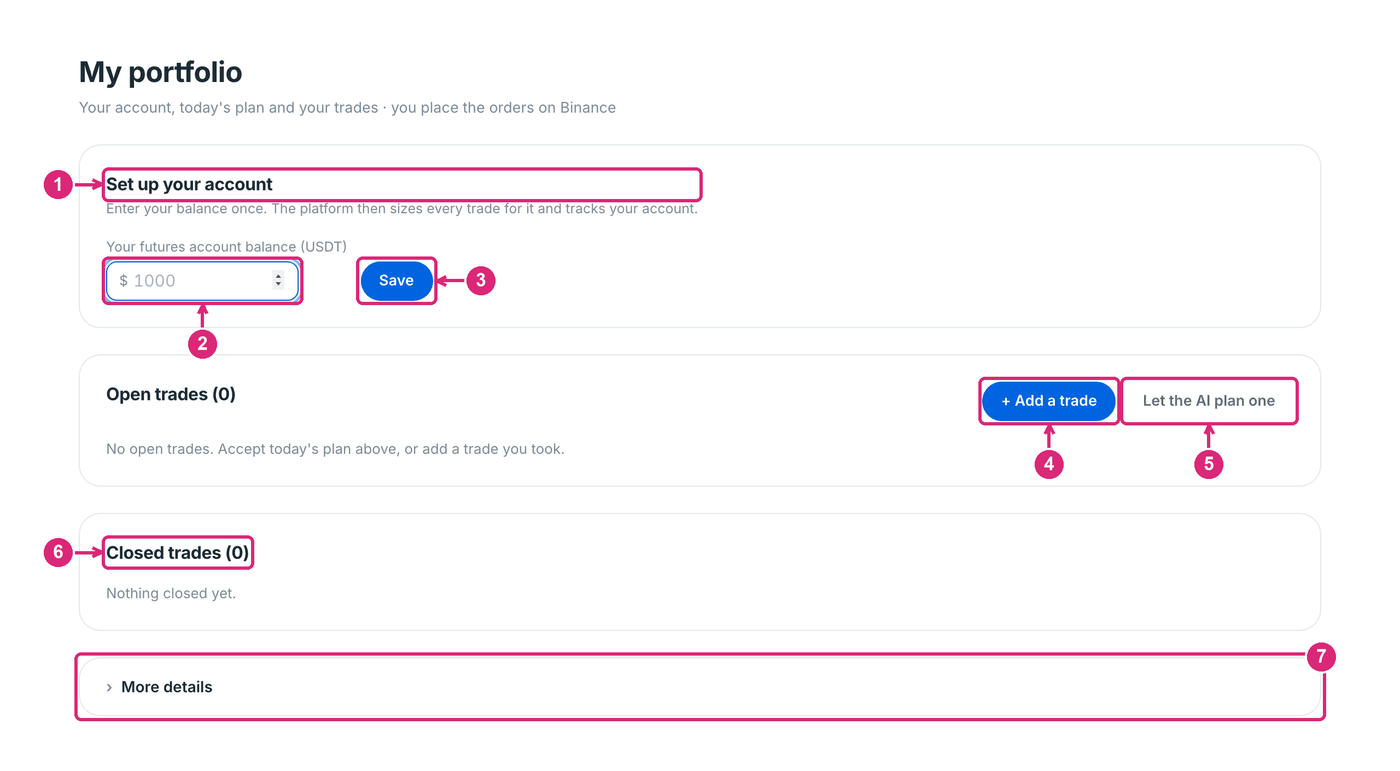 My portfolio
Your account, today's plan and your trades · you place the orders on Binance
1
Set up your account
Enter your balance once. The platform then sizes every trade for it and tracks your account.
Your futures account balance (USDT)
$ 1000
Save
3
2
Open trades (0)
+ Add a trade
Let the AI plan one
No open trades. Accept today's plan above, or add a trade you took.
4
5
6
Closed trades (0)
Nothing closed yet.
7
› More details